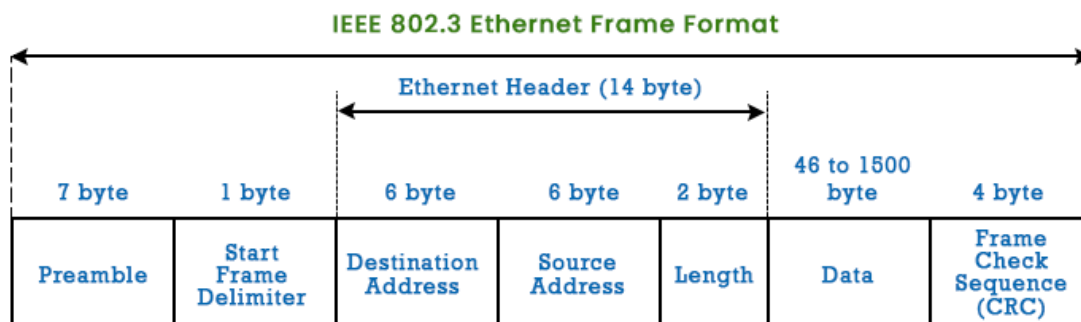 IEEE 802.3 Ethernet Frame Format
Ethernet Header (14 byte)
7 byte
1 byte
6 byte
6 byte
2 byte
46 to 1500
byte
4 byte
Preamble
Start
Frame
Delimiter
Destination
Address
Source
Address
Length
Data
Frame
Check
Sequence
(CRC)